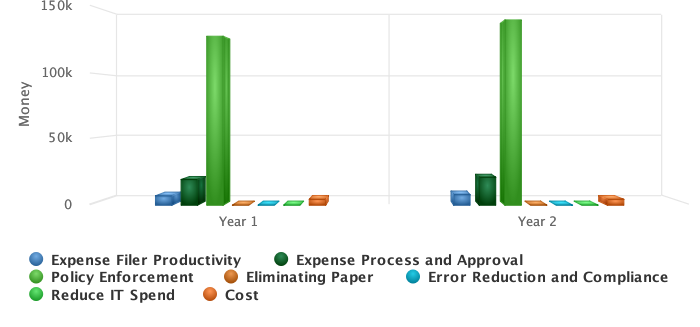 150k
100k
Money
50k
0
Year 1 Year 2
Expense Filer Productivity Expense Process and Approval
Policy Enforcement Eliminating Paper Error Reduction and Compliance
Reduce IT Spend Cost